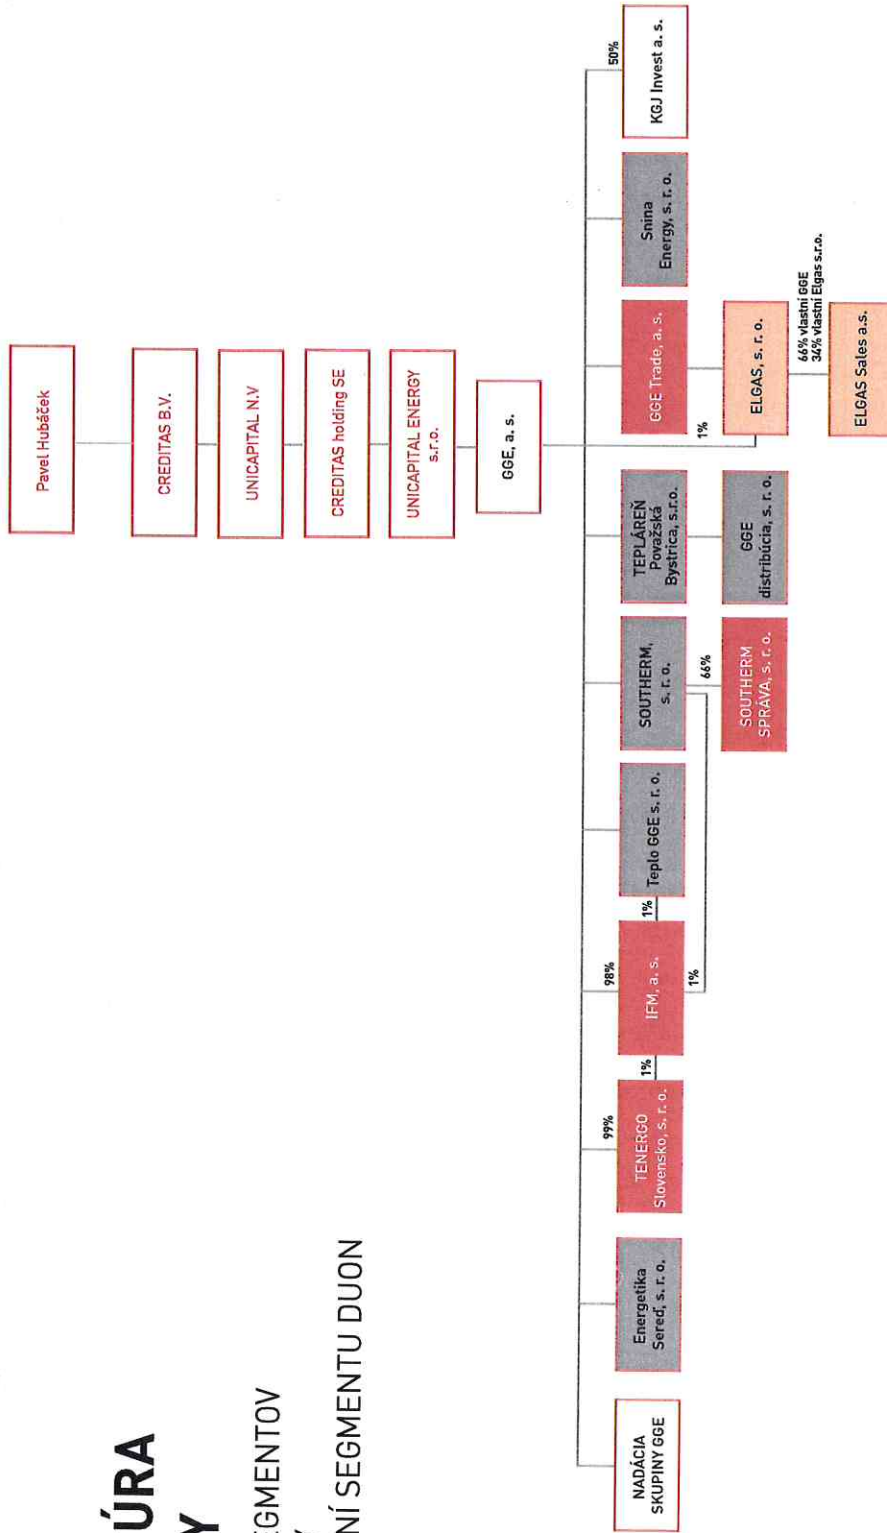 ÚRA
Y
EGMENTOV
NÍ SEGMENTU DUON
Pavel Hubáček
CREDITAS B.V.
UNICAPITAL N.V
CREDITAS holding SE
UNICAPITAL ENERGY
s.r.o.
GGE, a. s.
NADÁCIA
SKUPINY GGE
Energetika
Sereď, s. r. o.
99%
TENERGO
Slovensko, s. r. o.
1%
98%
IFM, a. s.
1%
1%
Teplo GGE s. r. o.
SOUTHERM,
s. r. o.
66%
SOUTHERM
SPRÁVA, s. r. o.
TEPLÁREŇ
Považská
Bystrica, s.r.o.
GGE
distribúcia, s. r. o.
1%
GGE Trade, a. s.
ELGAS, s. r. o.
66% vlastní GGE
34% vlastní Elgas s.r.o.
ELGAS Sales a.s.
Snina
Energy, s. r. o.
50%
KGJ Invest a. s.